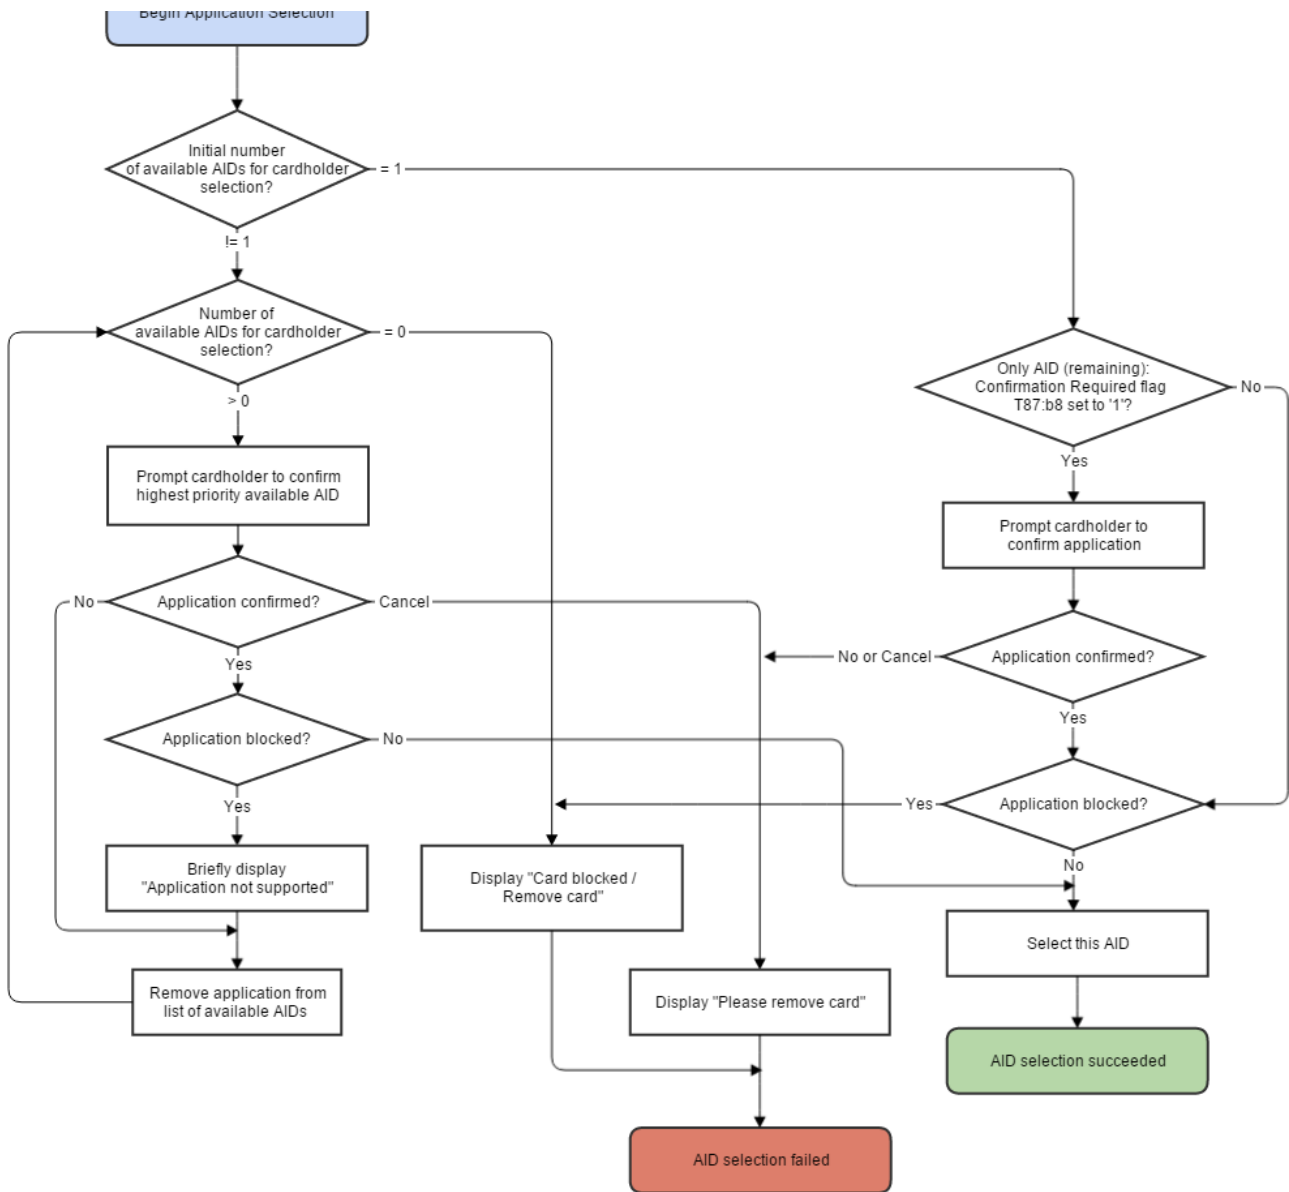 Begin Application Selection
Initial number
of available AIDs for cardholder
selection?
= 1
!= 1
Number of
available AIDs for cardholder
selection?
= 0
> 0
Only AID (remaining):
Confirmation Required flag
T87:b8 set to '1'?
No
Yes
Prompt cardholder to confirm
highest priority available AID
Prompt cardholder to
confirm application
No
Application confirmed?
Cancel
No or Cancel
Application confirmed?
Yes
Yes
Application blocked?
No
Yes
Application blocked?
Yes
No
Briefly display
"Application not supported"
Display "Card blocked /
Remove card"
Select this AID
Remove application from
list of available AIDs
Display "Please remove card"
AID selection succeeded
AID selection failed